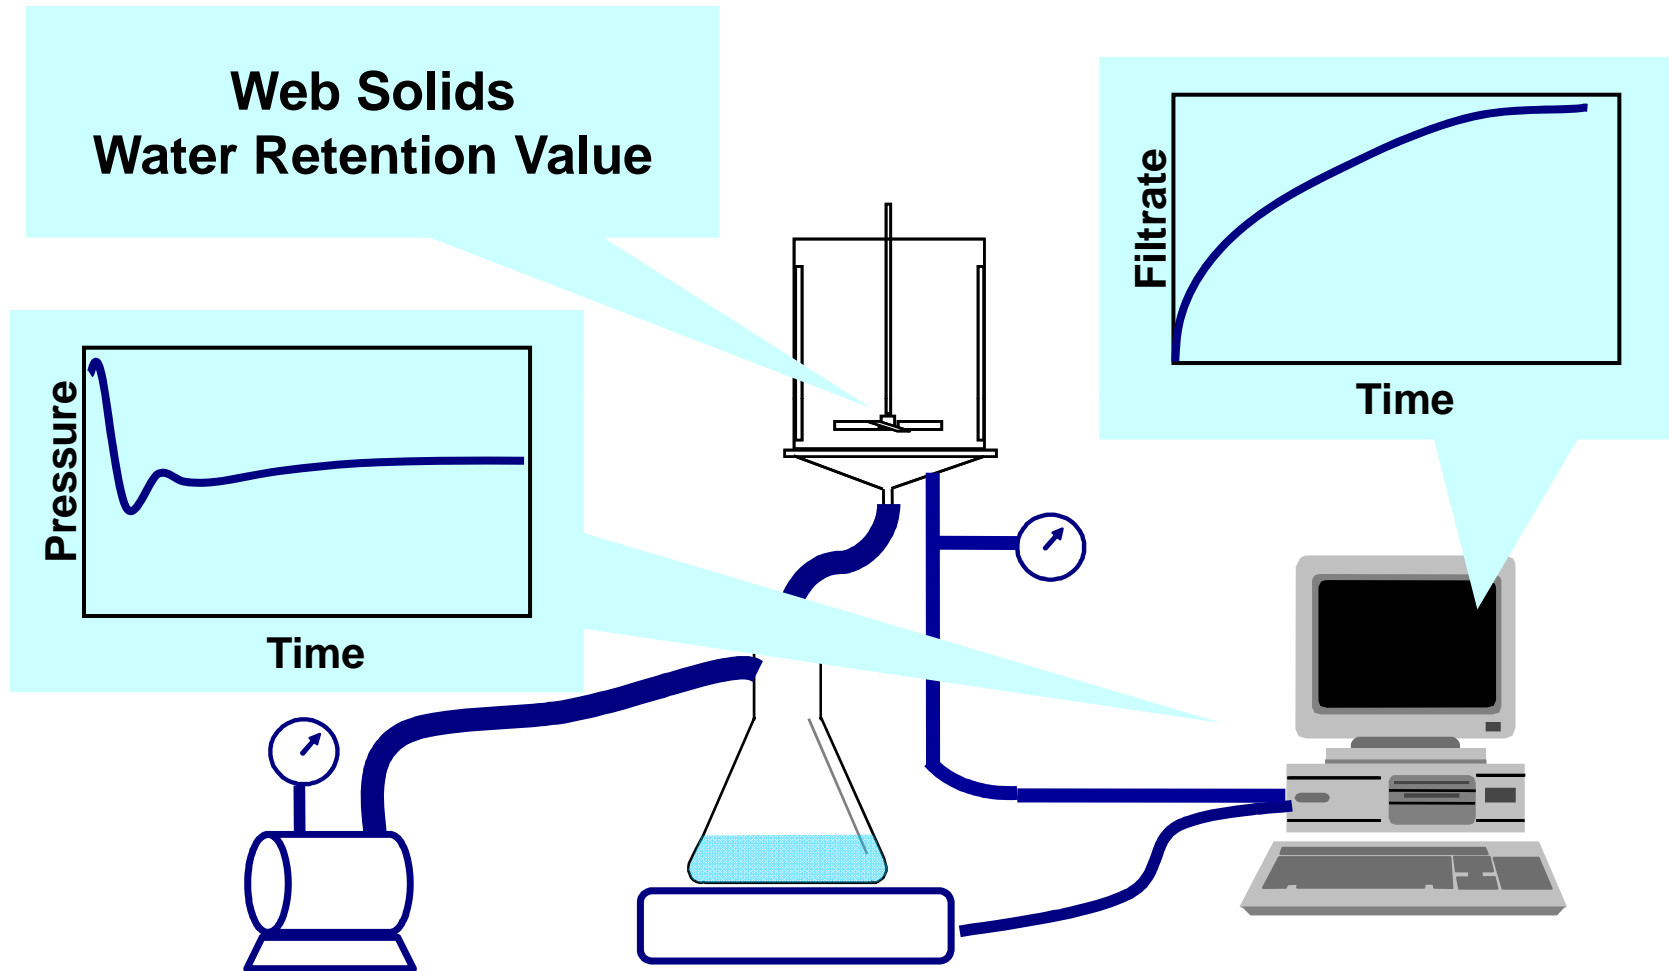 Web Solids
Water Retention Value
Filtrate
Time
Pressure
Time